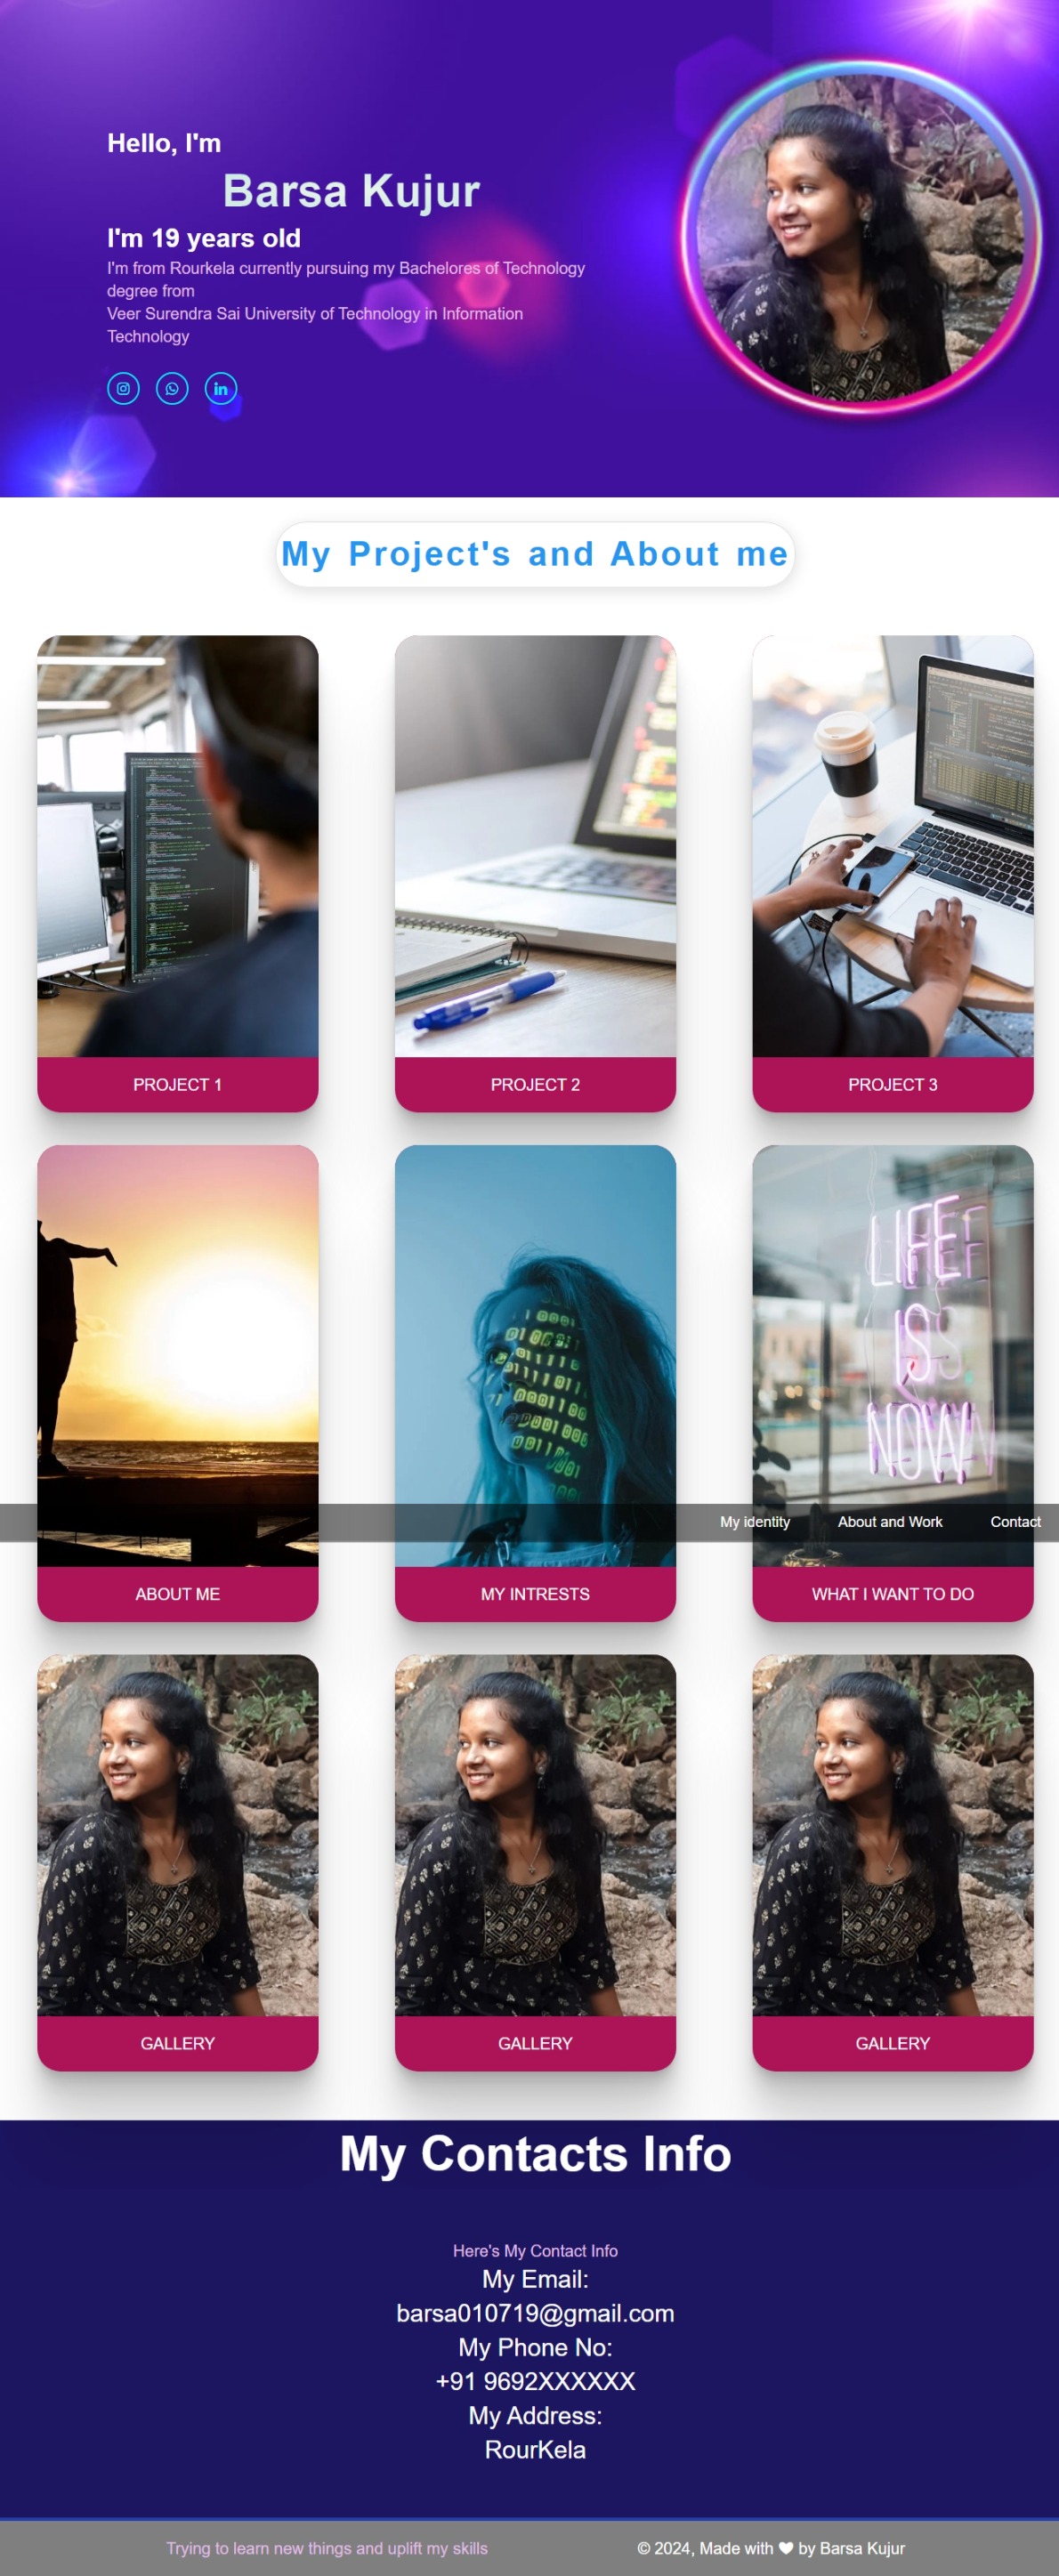 Hello, I'm
Barsa Kujur
I'm 19 years old
I'm from Rourkela currently pursuing my Bachelores of Technology
degree from
Veer Surendra Sai University of Technology in Information
Technology
in
My Project's and About me
PROJECT 1
PROJECT 2
PROJECT 3
LIFE
IS
NOW
My identity About and Work Contact
ABOUT ME
MY INTRESTS
WHAT I WANT TO DO
GALLERY
GALLERY
GALLERY
My Contacts Info
Here's My Contact Info
My Email:
barsa010719@gmail.com
My Phone No:
+91 9692XXXXXX
My Address:
RourKela
Trying to learn new things and uplift my skills
© 2024, Made with ♥ by Barsa Kujur